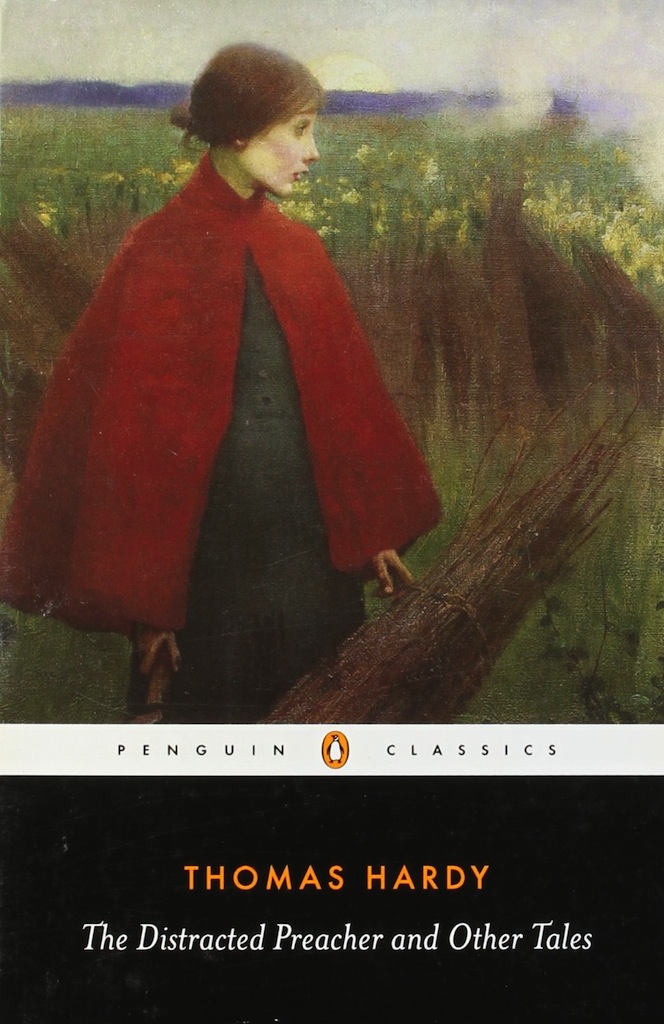 PENGUIN CLASSICS
THOMAS HARDY
The Distracted Preacher and Other Tales